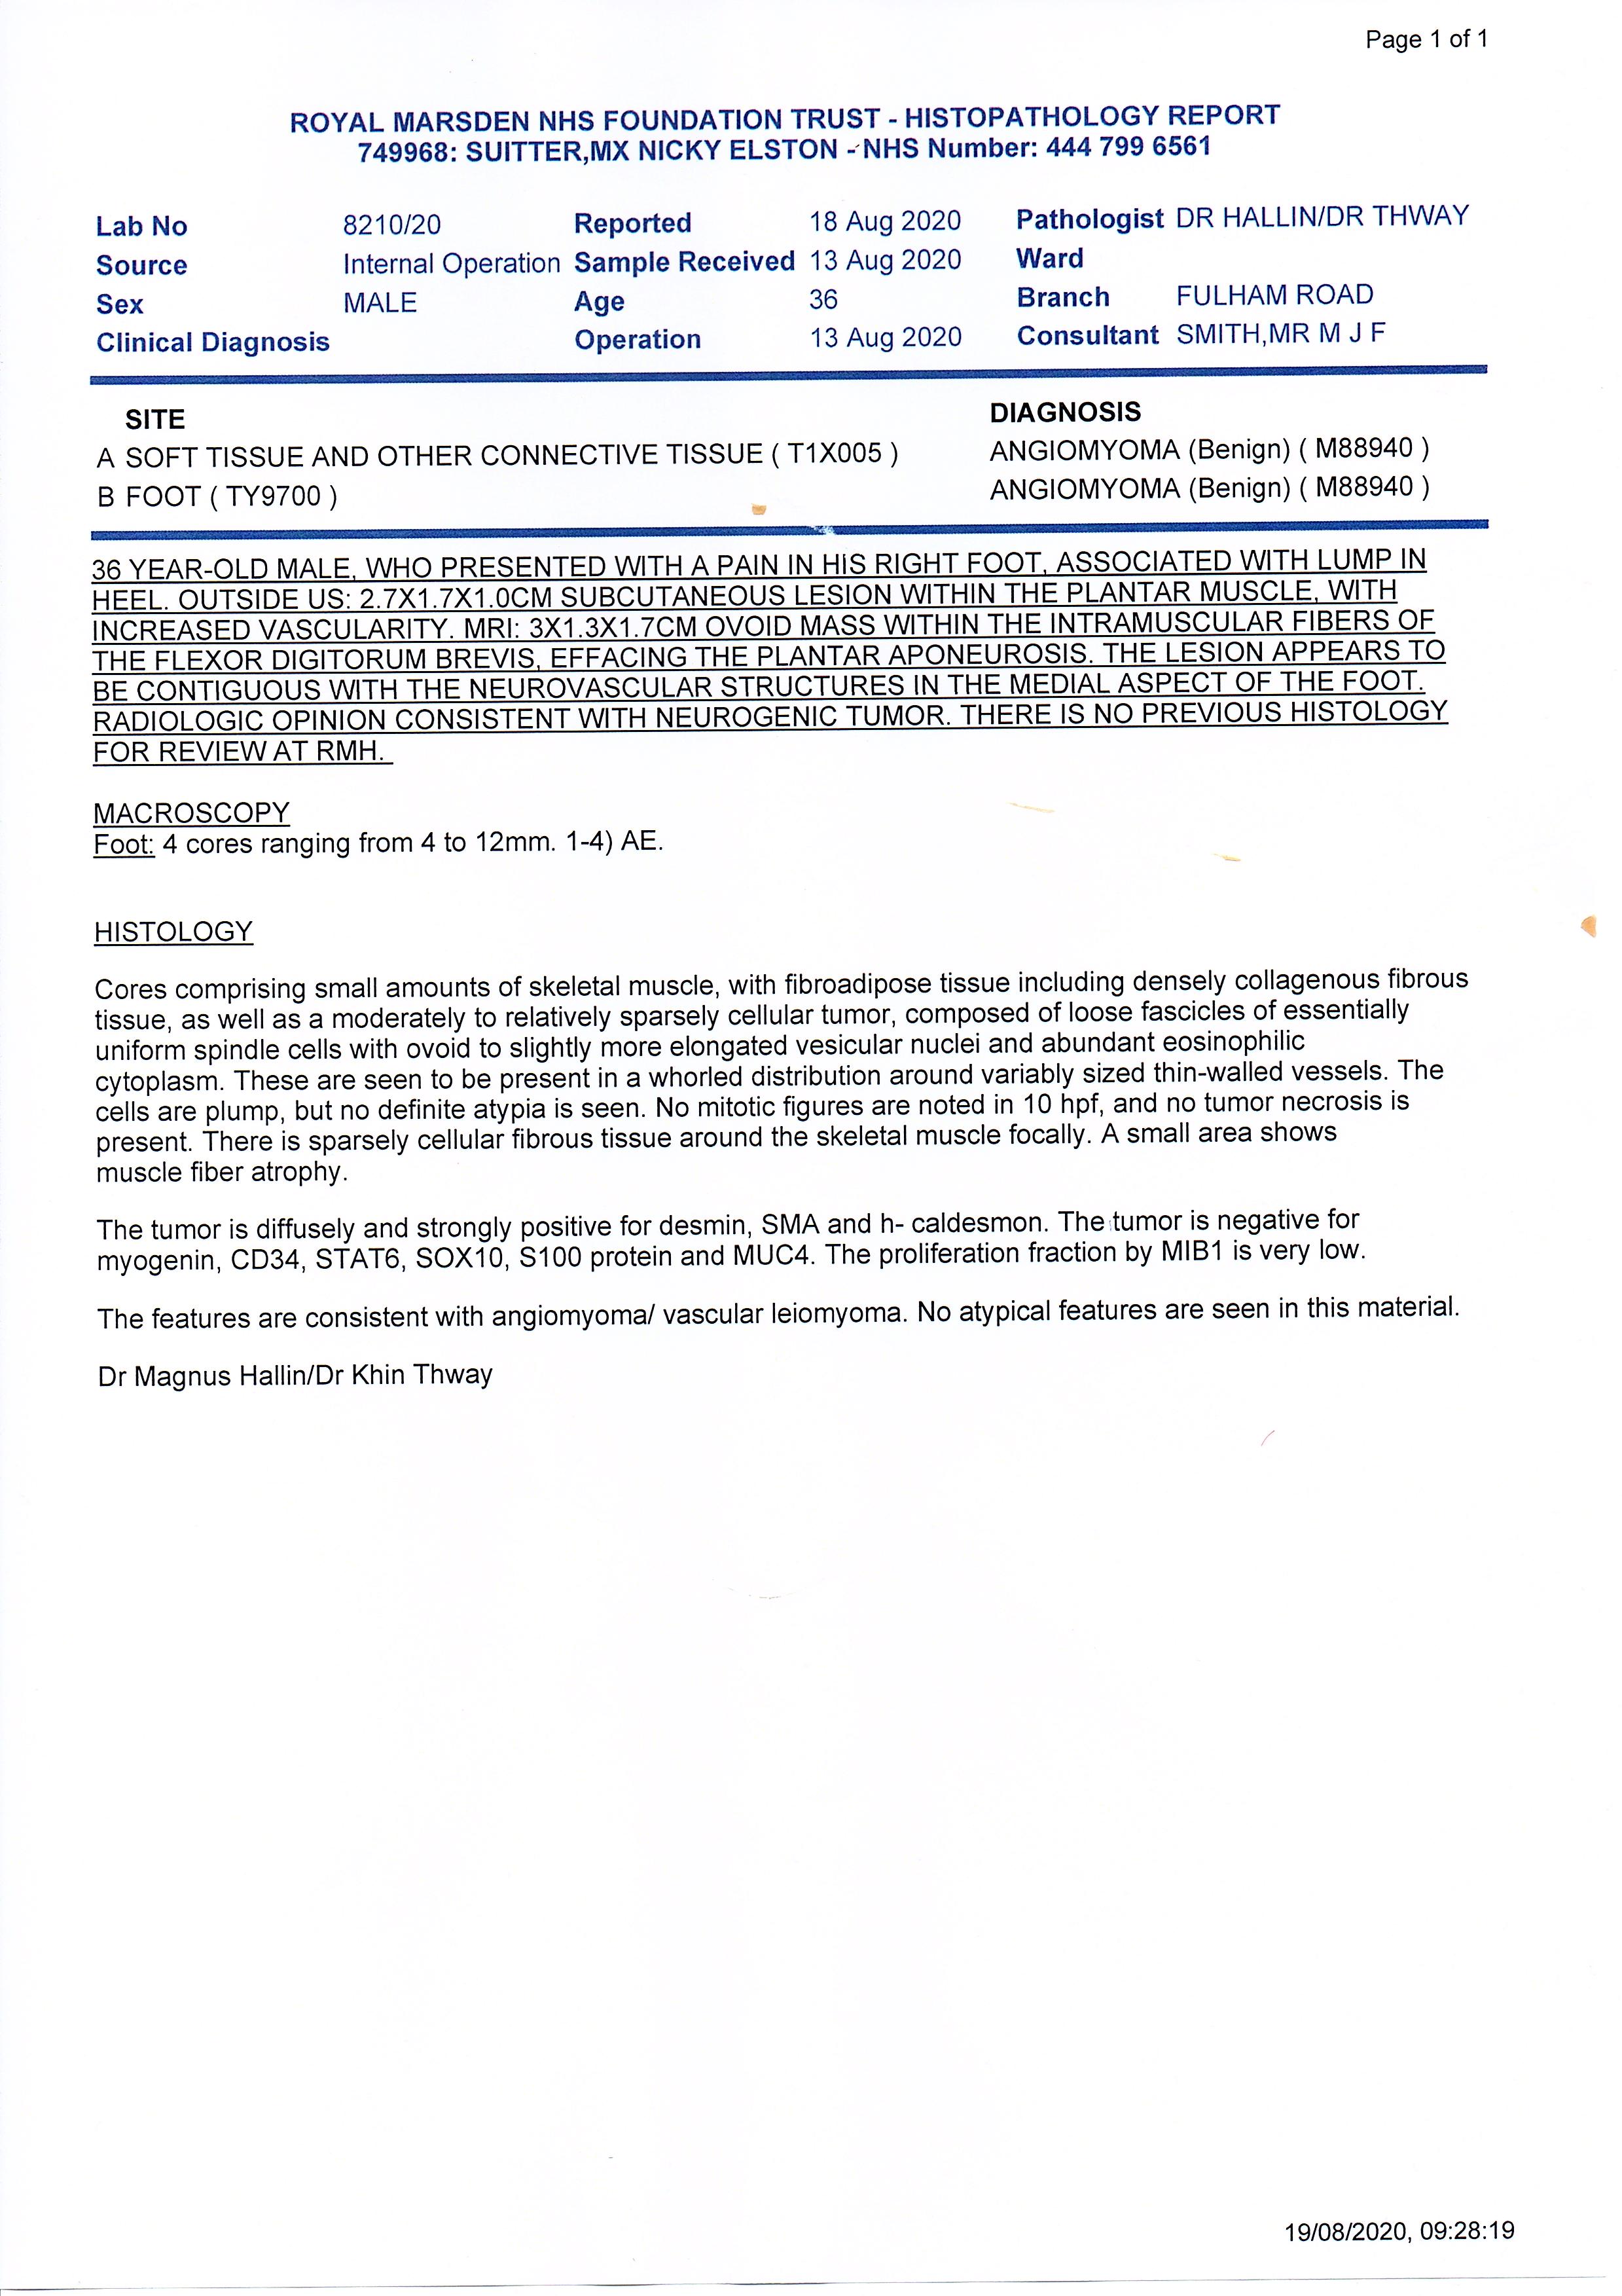 Page 1 of 1
ROYAL MARSDEN NHS FOUNDATION TRUST - HISTOPATHOLOGY REPORT
749968: SUITTER,MX NICKY ELSTON - NHS Number: 444 799 6561
Lab No 8210/20 Reported 18 Aug 2020 Pathologist DR HALLIN/DR THWAY
Source Internal Operation Sample Received 13 Aug 2020 Ward
Sex MALE Age 36 Branch FULHAM ROAD
Clinical Diagnosis Operation 13 Aug 2020 Consultant SMITH,MR M J F
SITE DIAGNOSIS
A SOFT TISSUE AND OTHER CONNECTIVE TISSUE ( T1X005 ) ANGIOMYOMA (Benign) ( M88940 )
B FOOT ( TY9700 ) ANGIOMYOMA (Benign) ( M88940 )
36 YEAR-OLD MALE, WHO PRESENTED WITH A PAIN IN HIS RIGHT FOOT, ASSOCIATED WITH LUMP IN
HEEL. OUTSIDE US: 2.7X1.7X1.0CM SUBCUTANEOUS LESION WITHIN THE PLANTAR MUSCLE, WITH
INCREASED VASCULARITY. MRI: 3X1.3X1.7CM OVOID MASS WITHIN THE INTRAMUSCULAR FIBERS OF
THE FLEXOR DIGITORUM BREVIS, EFFACING THE PLANTAR APONEUROSIS. THE LESION APPEARS TO
BE CONTIGUOUS WITH THE NEUROVASCULAR STRUCTURES IN THE MEDIAL ASPECT OF THE FOOT.
RADIOLOGIC OPINION CONSISTENT WITH NEUROGENIC TUMOR. THERE IS NO PREVIOUS HISTOLOGY
FOR REVIEW AT RMH.
MACROSCOPY
Foot: 4 cores ranging from 4 to 12mm. 1-4) AE.
HISTOLOGY
Cores comprising small amounts of skeletal muscle, with fibroadipose tissue including densely collagenous fibrous
tissue, as well as a moderately to relatively sparsely cellular tumor, composed of loose fascicles of essentially
uniform spindle cells with ovoid to slightly more elongated vesicular nuclei and abundant eosinophilic
cytoplasm. These are seen to be present in a whorled distribution around variably sized thin-walled vessels. The
cells are plump, but no definite atypia is seen. No mitotic figures are noted in 10 hpf, and no tumor necrosis is
present. There is sparsely cellular fibrous tissue around the skeletal muscle focally. A small area shows
muscle fiber atrophy.
The tumor is diffusely and strongly positive for desmin, SMA and h- caldesmon. The tumor is negative for
myogenin, CD34, STAT6, SOX10, S100 protein and MUC4. The proliferation fraction by MIB1 is very low.
The features are consistent with angiomyoma/ vascular leiomyoma. No atypical features are seen in this material.
Dr Magnus Hallin/Dr Khin Thway
19/08/2020, 09:28:19